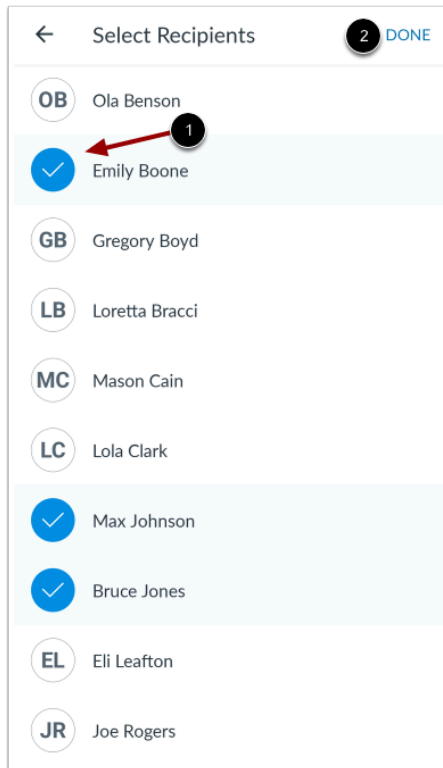 Select Recipients 2 DONE
OB Ola Benson
1
Emily Boone
GB Gregory Boyd
LB Loretta Bracci
MC Mason Cain
LC Lola Clark
Max Johnson
Bruce Jones
EL Eli Leafton
JR Joe Rogers